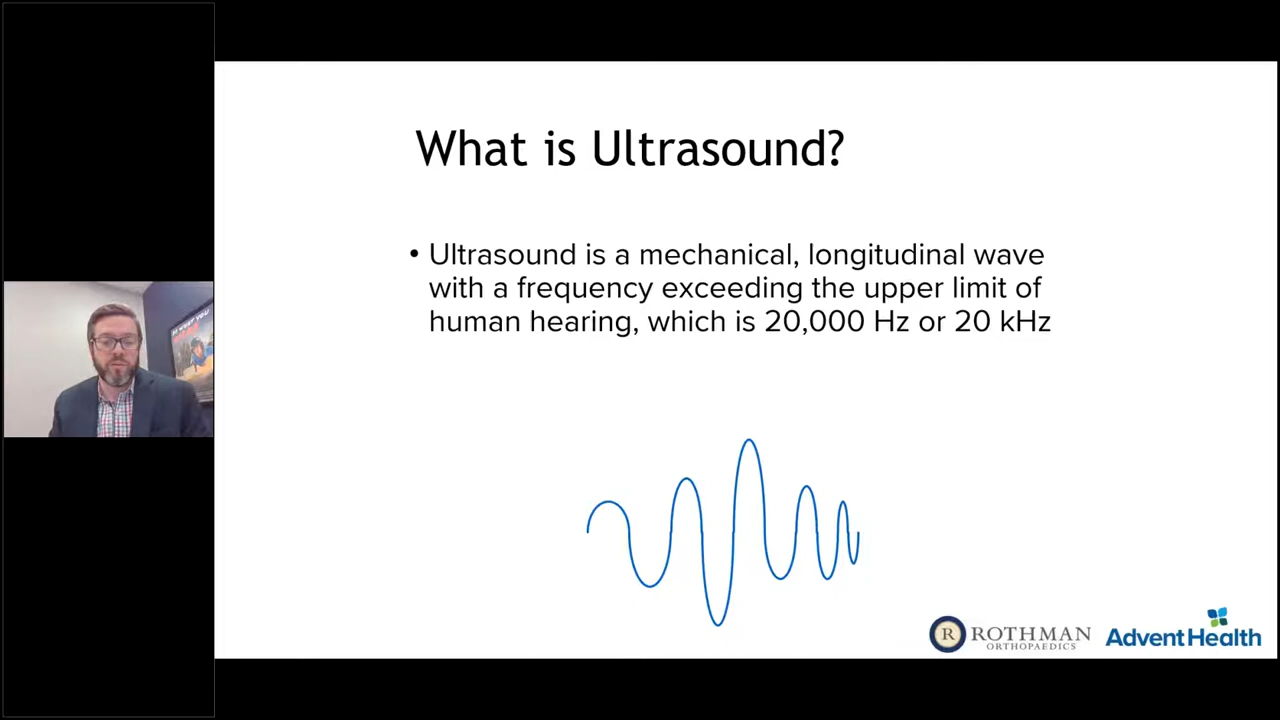 What is Ultrasound?
• Ultrasound is a mechanical, longitudinal wave
with a frequency exceeding the upper limit of
human hearing, which is 20,000 Hz or 20 kHz
R ROTHMAN
ORTHOPAEDICS
AdventHealth